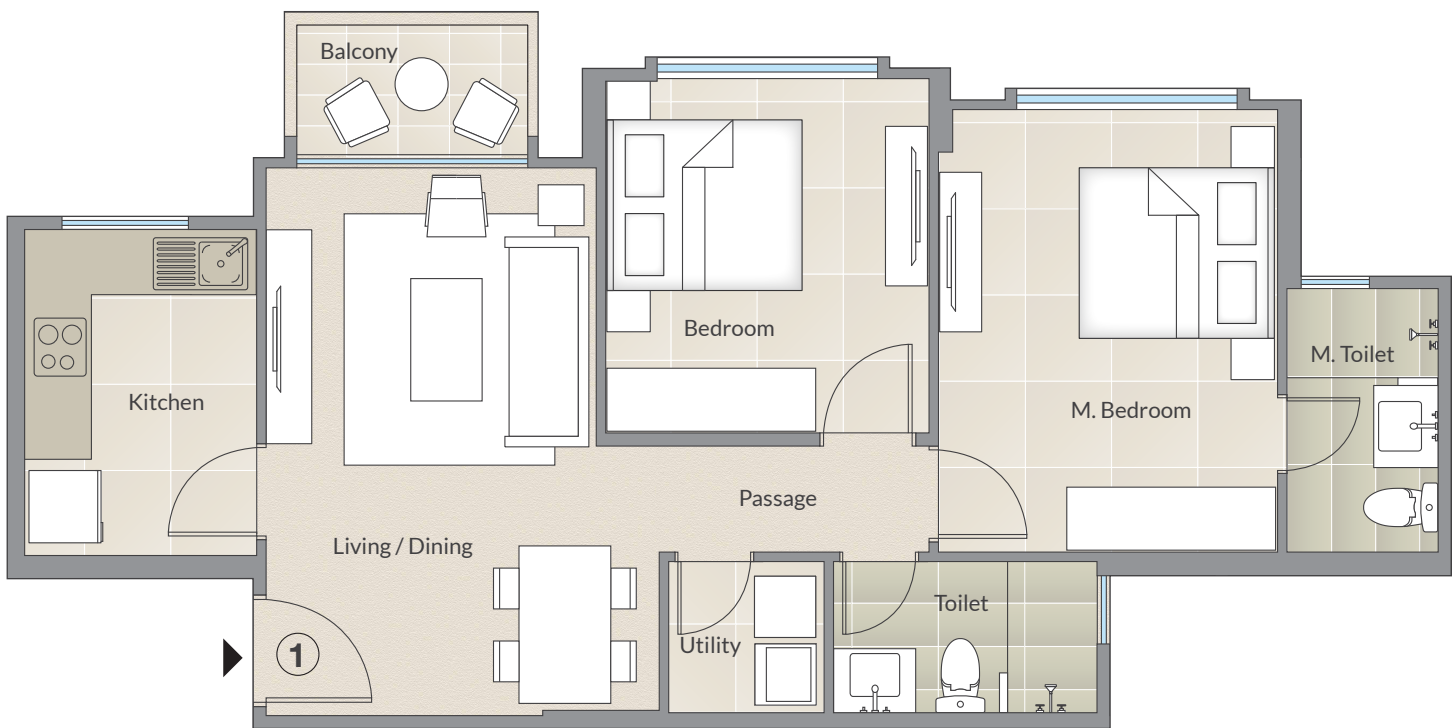 Balcony
Bedroom
M. Toilet
Kitchen
M. Bedroom
Passage
Living / Dining
Toilet
Utility
1